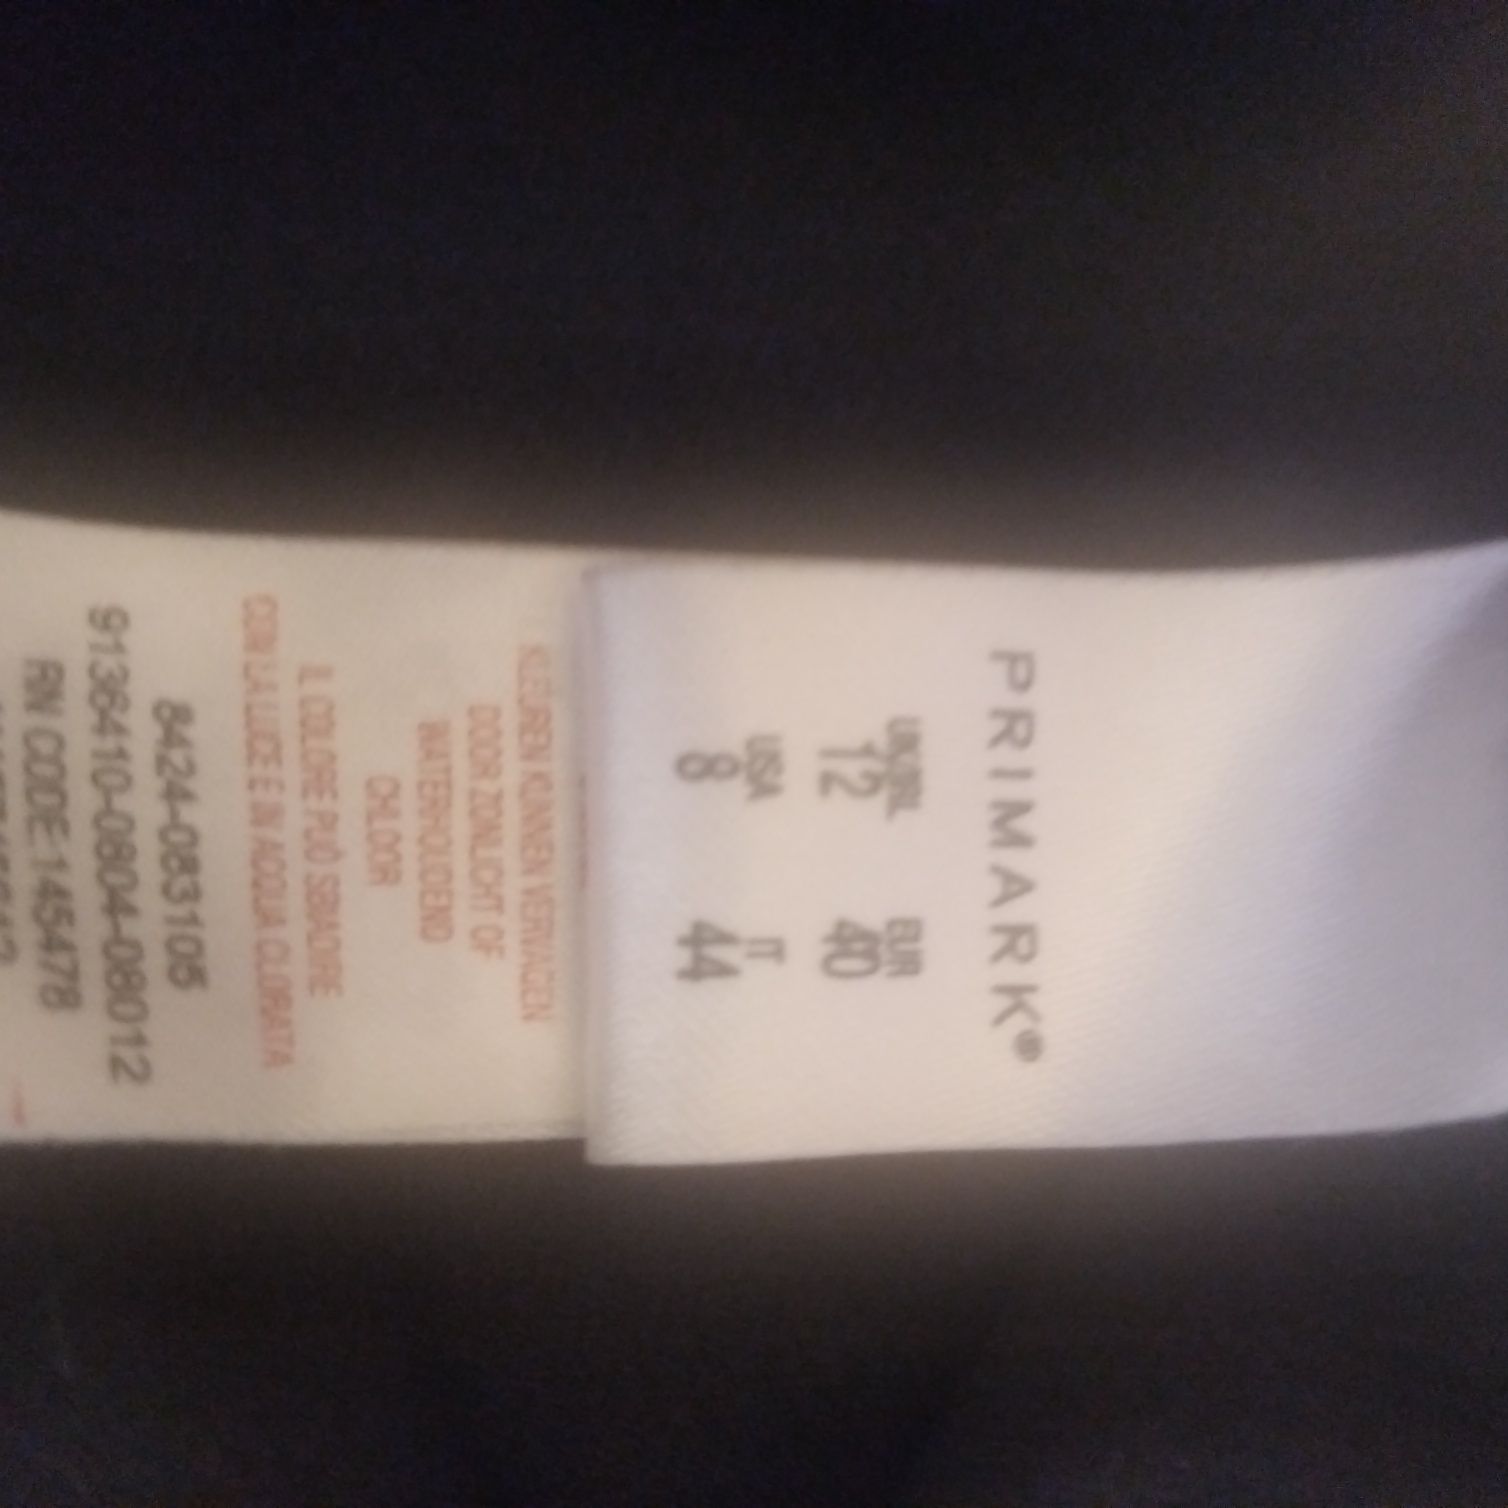 PRIMARK®
UK/IRL EUR
12 40
USA IT
8 44
KLEUREN KUNNEN VERVAGEN
DOOR ZONLICHT OF
WATERHOUDEND
CHLOOR
IL COLORE PUÒ SBIADIRE
CON LA LUCE E IN ACQUA CLORATA
8424-083105
9136410-0804-08012
RN CODE 145478